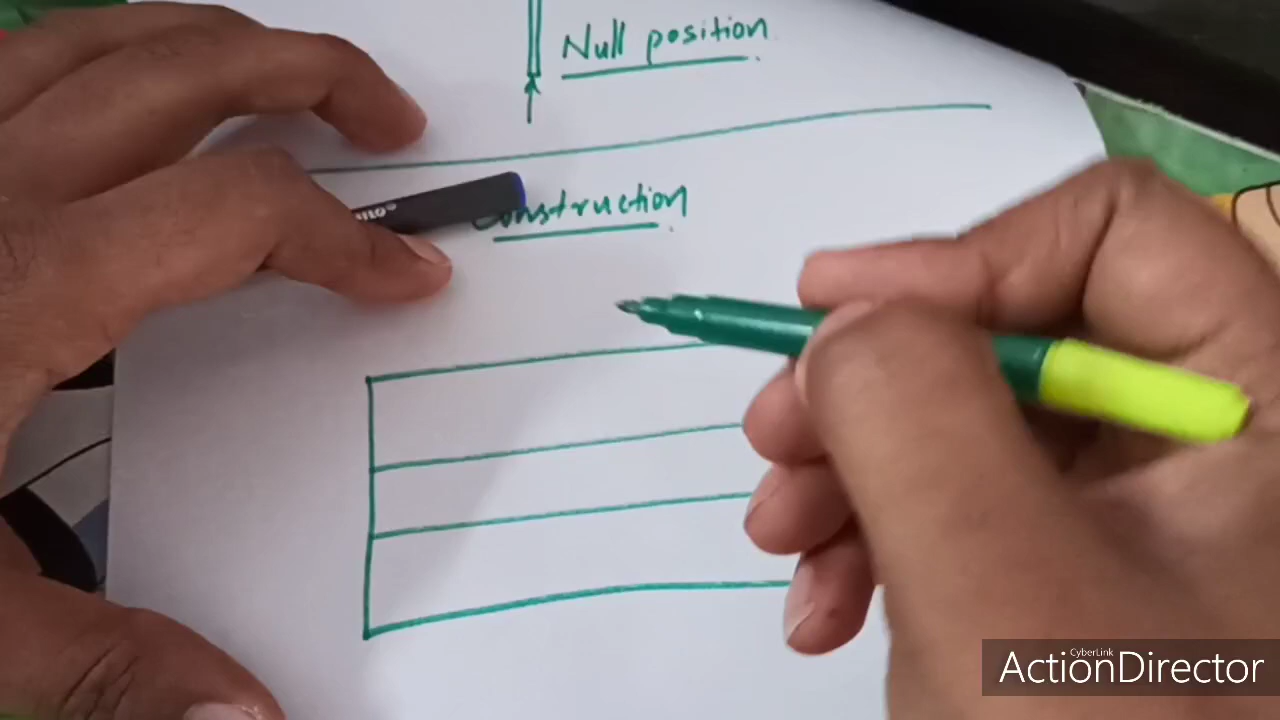 Null position.
Construction.
CyberLink
ActionDirector